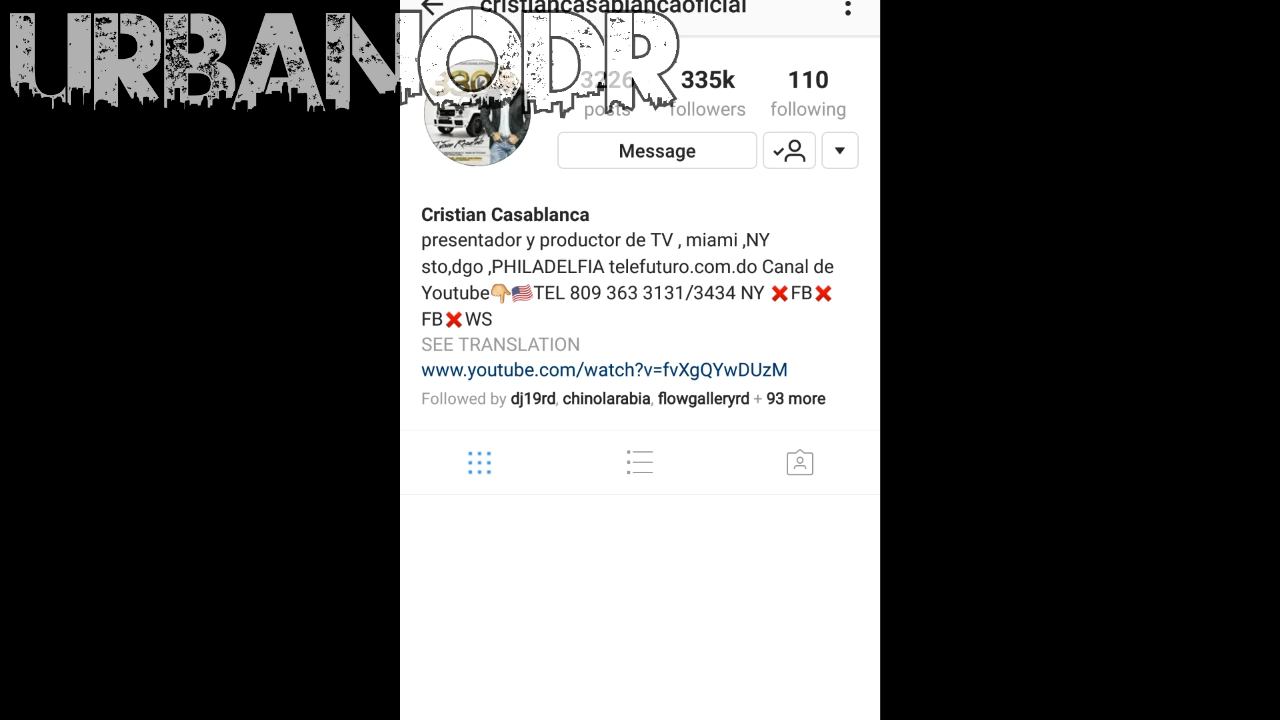 cristiancasablancaoficial
URBANODR
3226 335k 110
posts followers following
Message
Cristian Casablanca
presentador y productor de TV , miami ,NY
sto,dgo ,PHILADELFIA telefuturo.com.do Canal de
Youtube👇🇺🇸TEL 809 363 3131/3434 NY ❌FB❌
FB❌WS
SEE TRANSLATION
www.youtube.com/watch?v=fvXgQYwDUzM
Followed by dj19rd, chinolarabia, flowgalleryrd + 93 more